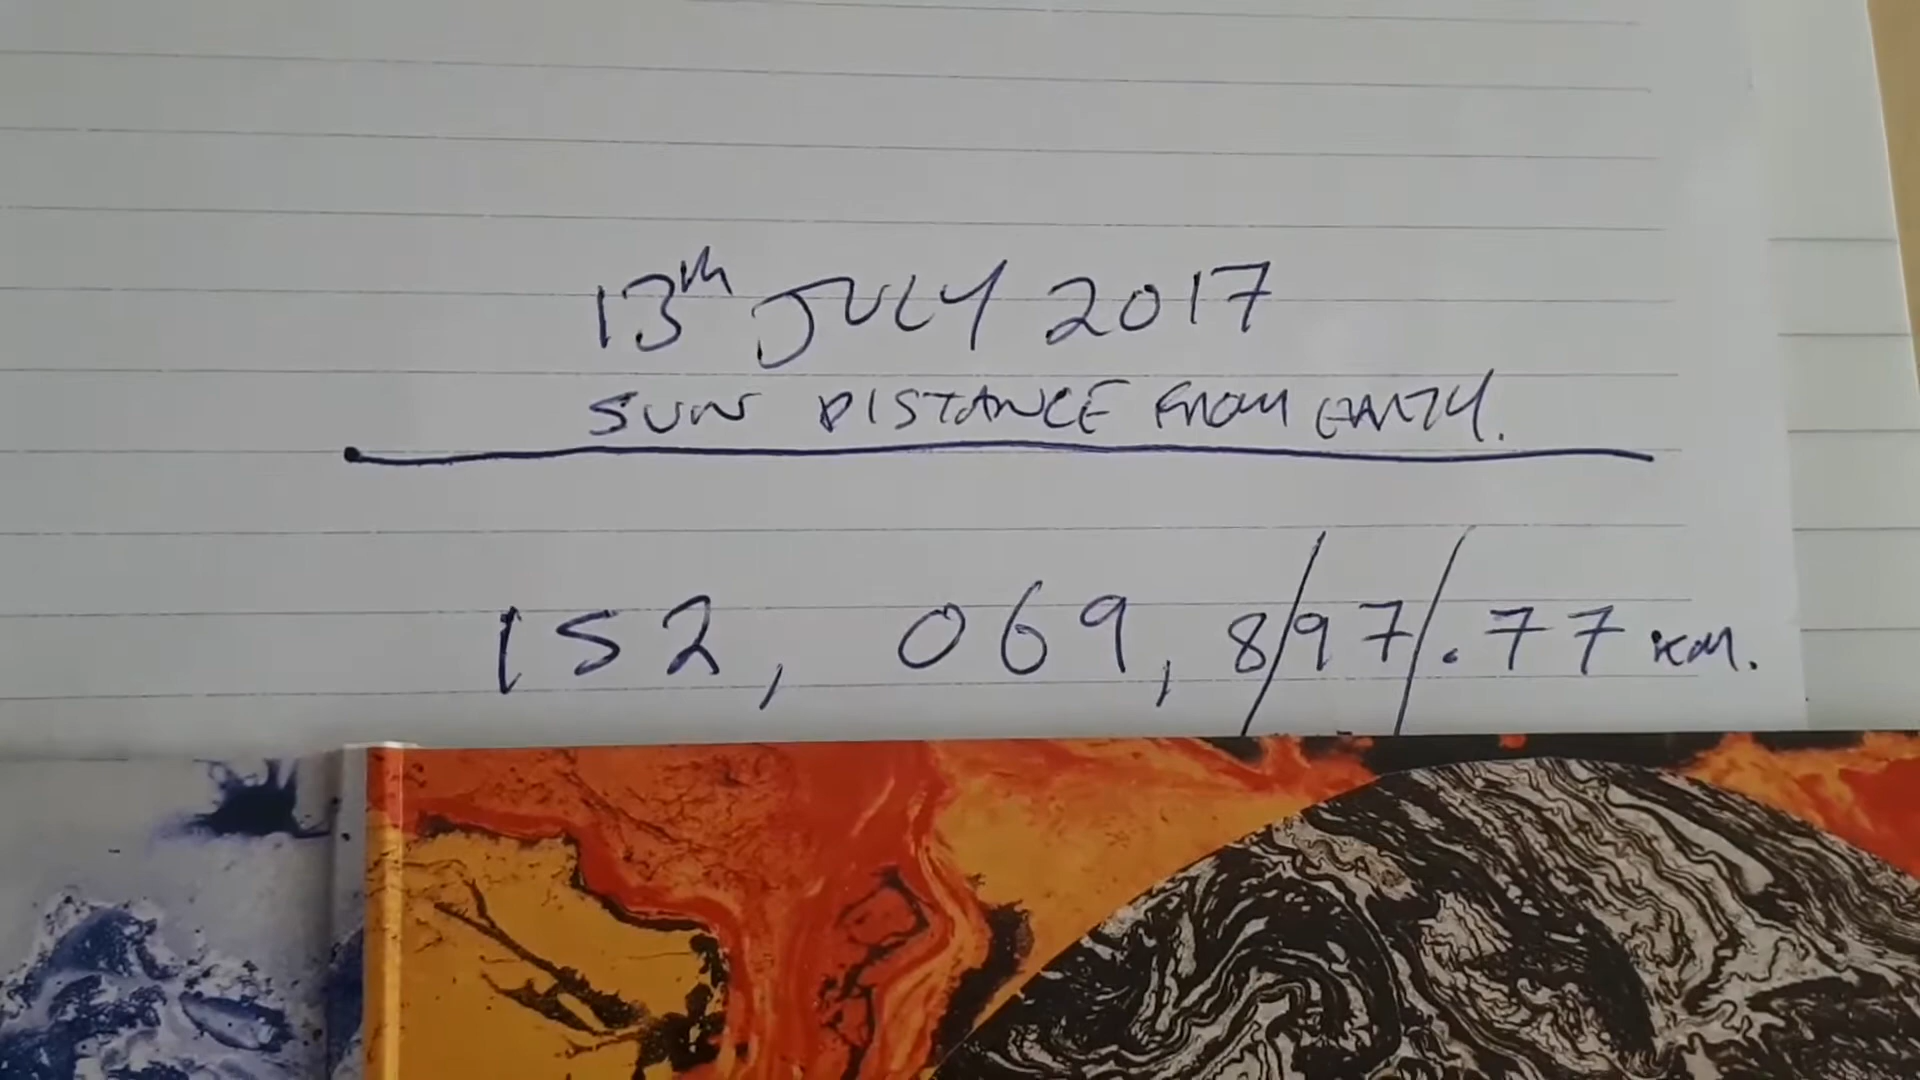 13th JULY 2017
SUN DISTANCE FROM EARTH.
152, 069, 8/97/.77 KM.